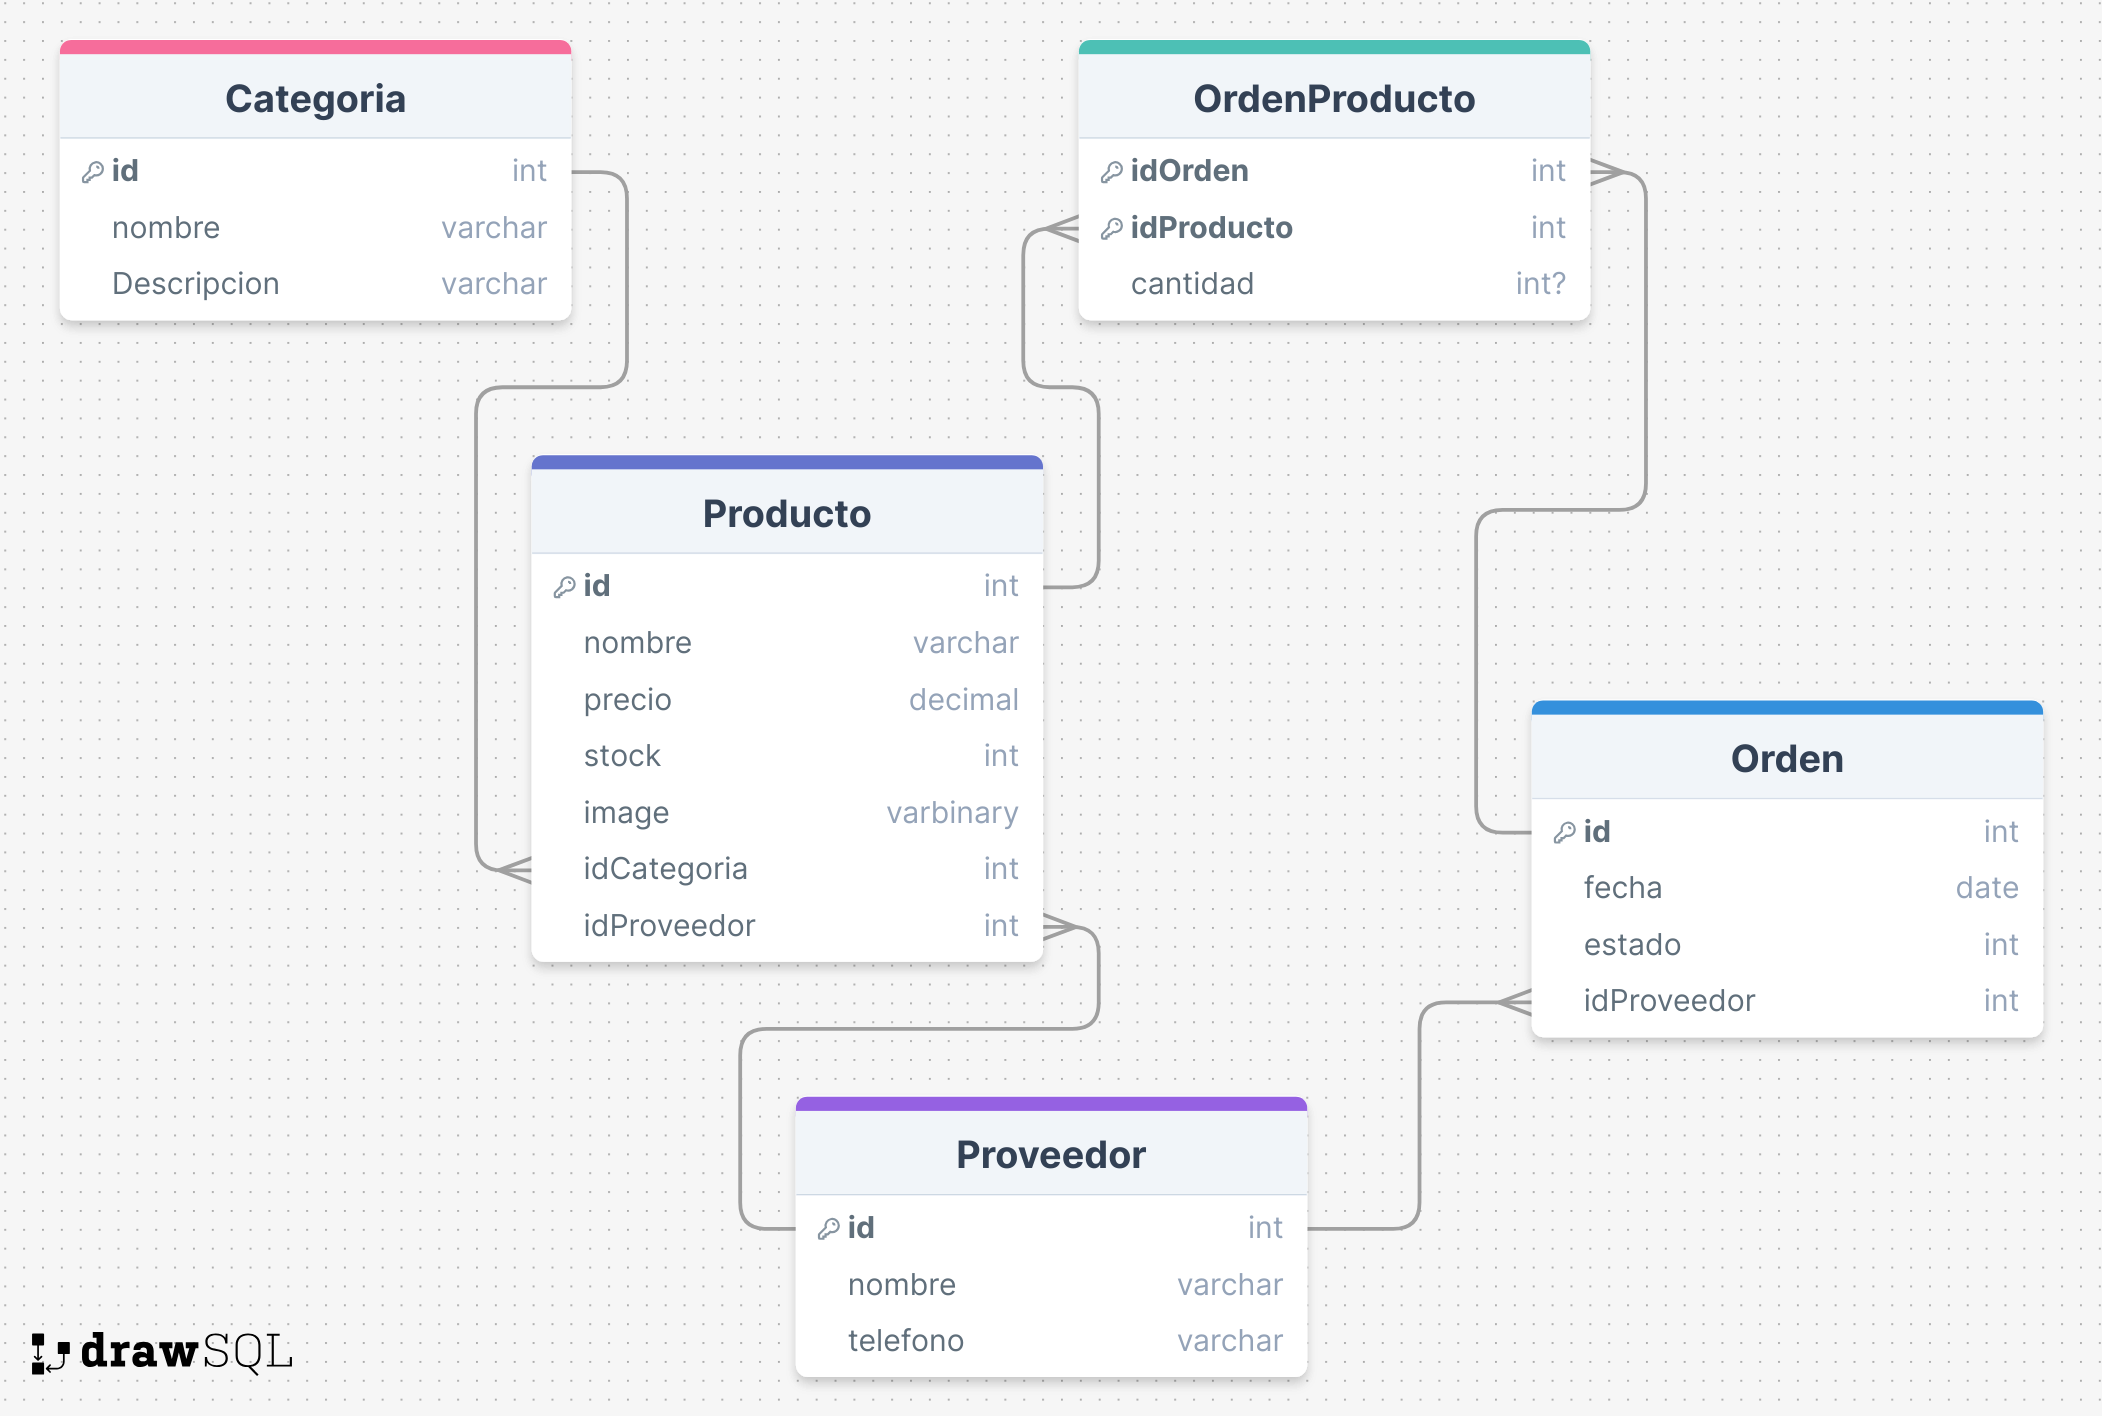 Categoria
id int
nombre varchar
Descripcion varchar
OrdenProducto
idOrden int
idProducto int
cantidad int?
Producto
id int
nombre varchar
precio decimal
stock int
image varbinary
idCategoria int
idProveedor int
Orden
id int
fecha date
estado int
idProveedor int
Proveedor
id int
nombre varchar
telefono varchar
drawSQL